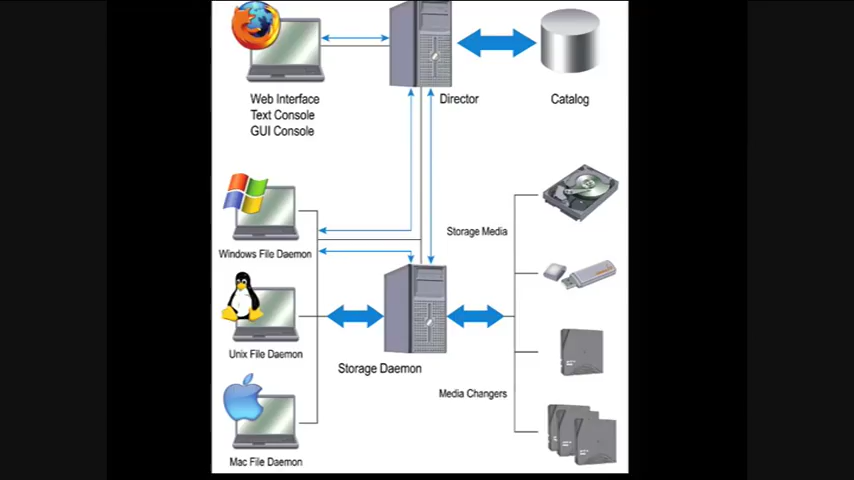 Web Interface
Text Console
GUI Console
Director
Catalog
Storage Media
Windows File Daemon
Unix File Daemon
Storage Daemon
Media Changers
Mac File Daemon